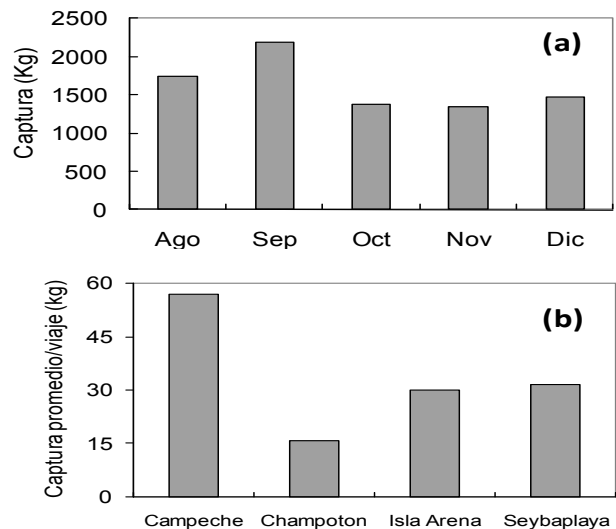 Captura (Kg)
2500
2000
1500
1000
500
0
(a)
Ago Sep Oct Nov Dic
Captura promedio/viaje (kg)
60
45
30
15
0
(b)
Campeche Champoton Isla Arena Seybaplaya